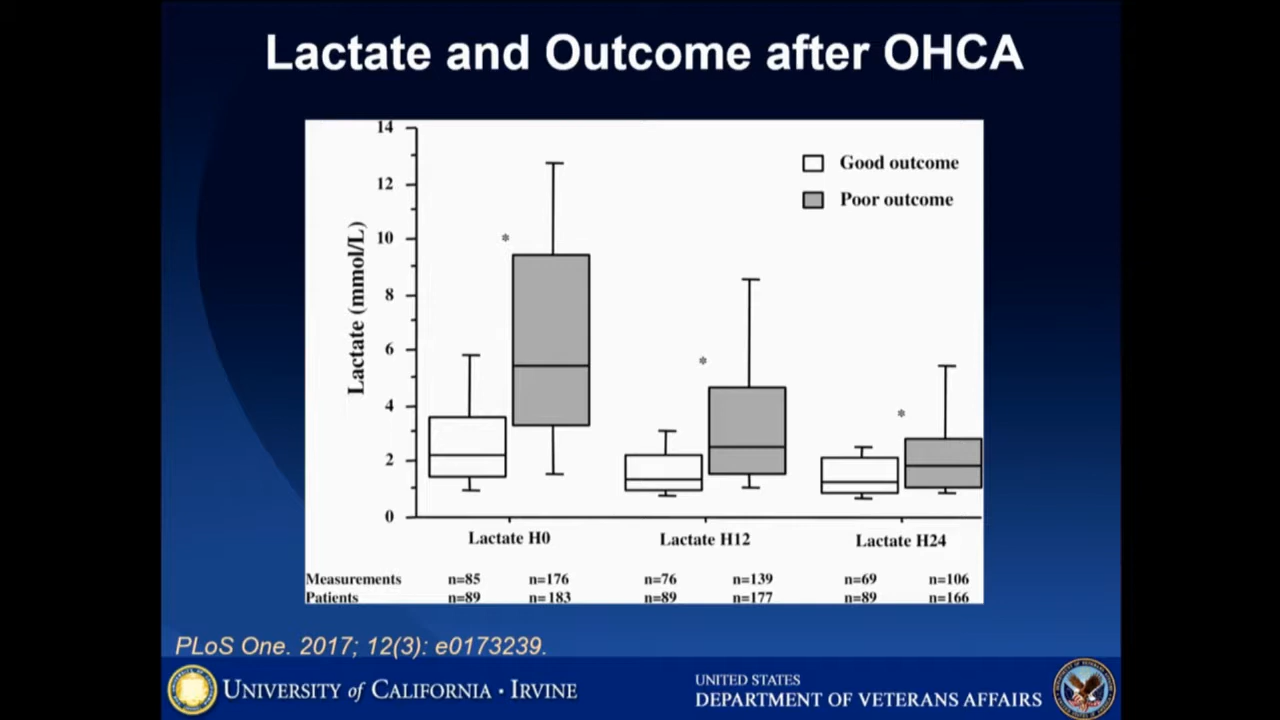 Lactate and Outcome after OHCA
14
12
10
8
6
4
2
0
Lactate (mmol/L)
Good outcome
Poor outcome
*
*
*
Lactate H0 Lactate H12 Lactate H24
Measurements n=85 n=176 n=76 n=139 n=69 n=106
Patients n=89 n=183 n=89 n=177 n=89 n=166
PLoS One. 2017; 12(3): e0173239.
UNIVERSITY of CALIFORNIA · IRVINE
UNITED STATES
DEPARTMENT OF VETERANS AFFAIRS